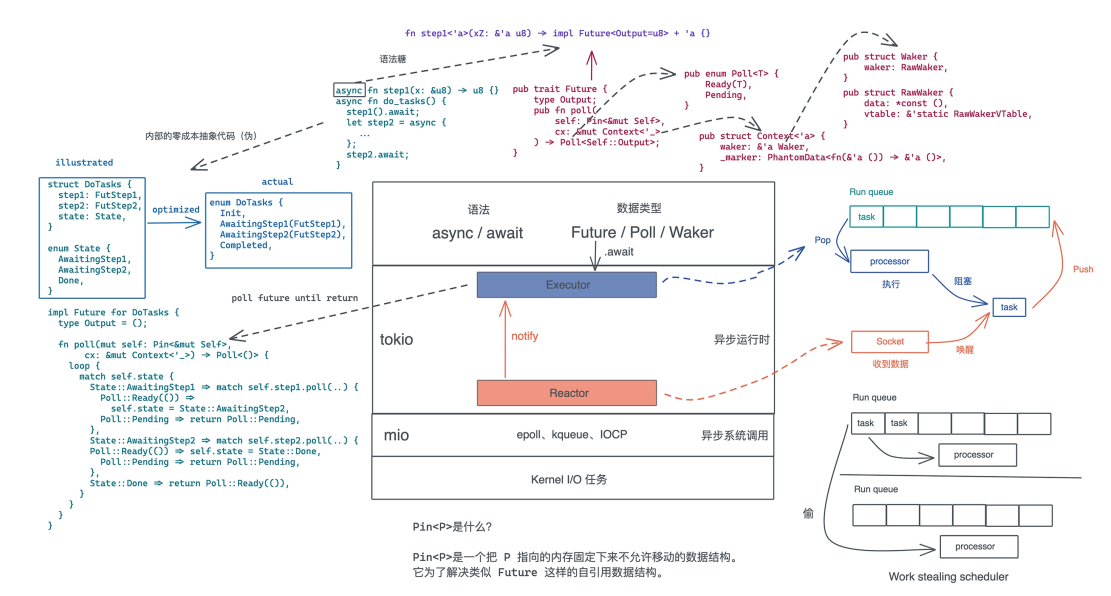 fn step1<'a>(xZ: &'a u8) → impl Future<Output=u8> + 'a {}
语法糖
async fn step1(x: &u8) → u8 {}
async fn do_tasks() {
step1().await;
let step2 = async {
...
};
step2.await;
}
pub trait Future {
type Output;
pub fn poll(
self: Pin<&mut Self>,
cx: &mut Context<'_>
) → Poll<Self::Output>;
}
pub enum Poll<T> {
Ready(T),
Pending,
}
pub struct Waker {
waker: RawWaker,
}
pub struct RawWaker {
data: *const (),
vtable: &'static RawWakerVTable,
}
pub struct Context<'a> {
waker: &'a Waker,
_marker: PhantomData<fn(&'a ()) → &'a ()>,
}
内部的零成本抽象代码（伪）
illustrated
struct DoTasks {
step1: FutStep1,
step2: FutStep2,
state: State,
}
enum State {
AwaitingStep1,
AwaitingStep2,
Done,
}
optimized
actual
enum DoTasks {
Init,
AwaitingStep1(FutStep1),
AwaitingStep2(FutStep2),
Completed,
}
poll future until return
impl Future for DoTasks {
type Output = ();
fn poll(mut self: Pin<&mut Self>,
cx: &mut Context<'_>) → Poll<()> {
loop {
match self.state {
State::AwaitingStep1 ⇒ match self.step1.poll(..) {
Poll::Ready(()) ⇒
self.state = State::AwaitingStep2,
Poll::Pending ⇒ return Poll::Pending,
},
State::AwaitingStep2 ⇒ match self.step2.poll(..) {
Poll::Ready(()) ⇒ self.state = State::Done,
Poll::Pending ⇒ return Poll::Pending,
},
State::Done ⇒ return Poll::Ready(()),
}
}
}
}
语法
async / await
数据类型
Future / Poll / Waker
.await
Executor
notify
tokio
异步运行时
Reactor
mio
epoll、kqueue、IOCP
异步系统调用
Kernel I/O 任务
Pin<P>是什么?
Pin<P>是一个把 P 指向的内存固定下来不允许移动的数据结构。
它为了解决类似 Future 这样的自引用数据结构。
Run queue
task
Pop
processor
执行
阻塞
task
Push
Socket
收到数据
唤醒
Run queue
task
task
processor
Run queue
偷
processor
Work stealing scheduler